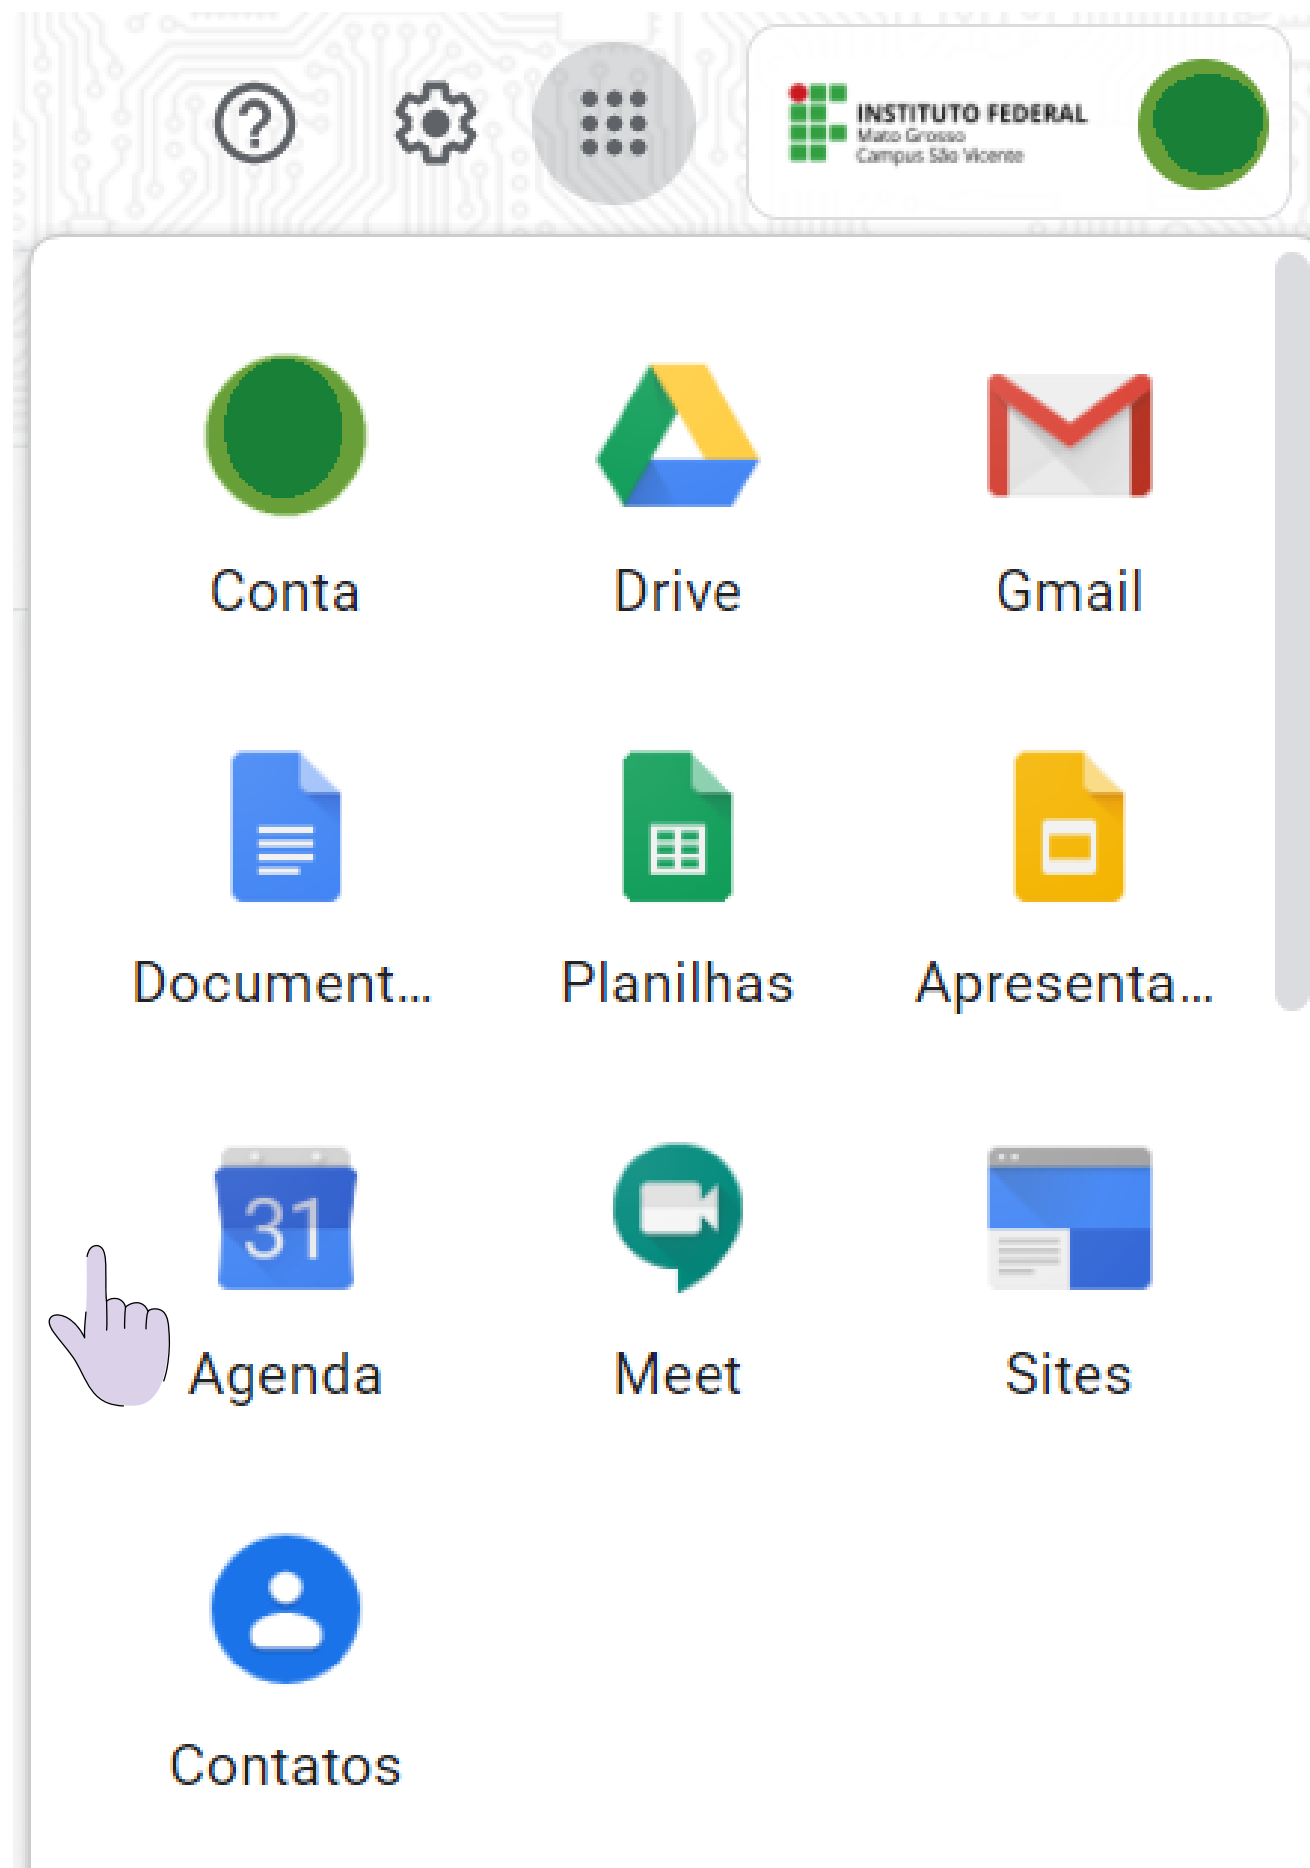 INSTITUTO FEDERAL
Mato Grosso
Campus São Vicente
Conta Drive Gmail
Document... Planilhas Apresenta...
31
Agenda Meet Sites
Contatos